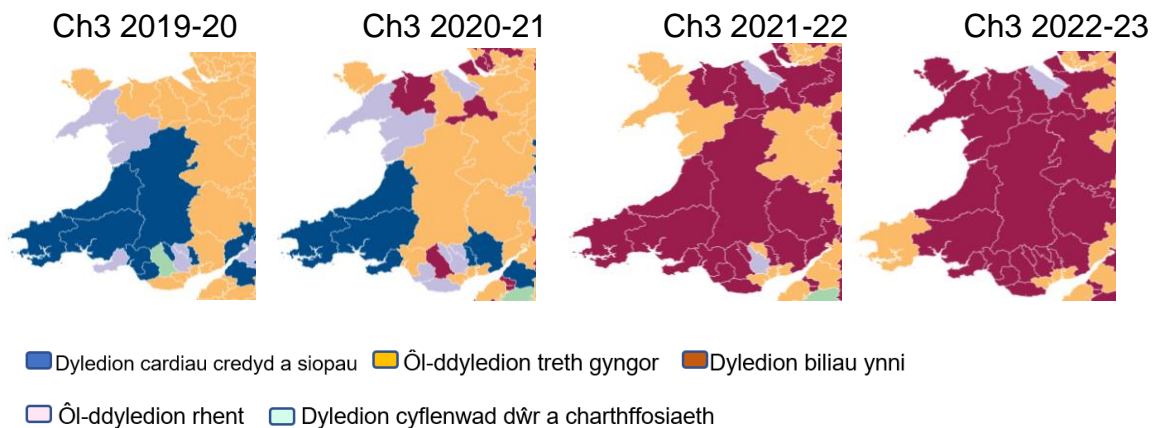 Ch3 2019-20 Ch3 2020-21 Ch3 2021-22 Ch3 2022-23
Dyledion cardiau credyd a siopau Ôl-ddyledion treth gyngor Dyledion biliau ynni
Ôl-ddyledion rhent Dyledion cyflenwad dŵr a charthffosiaeth